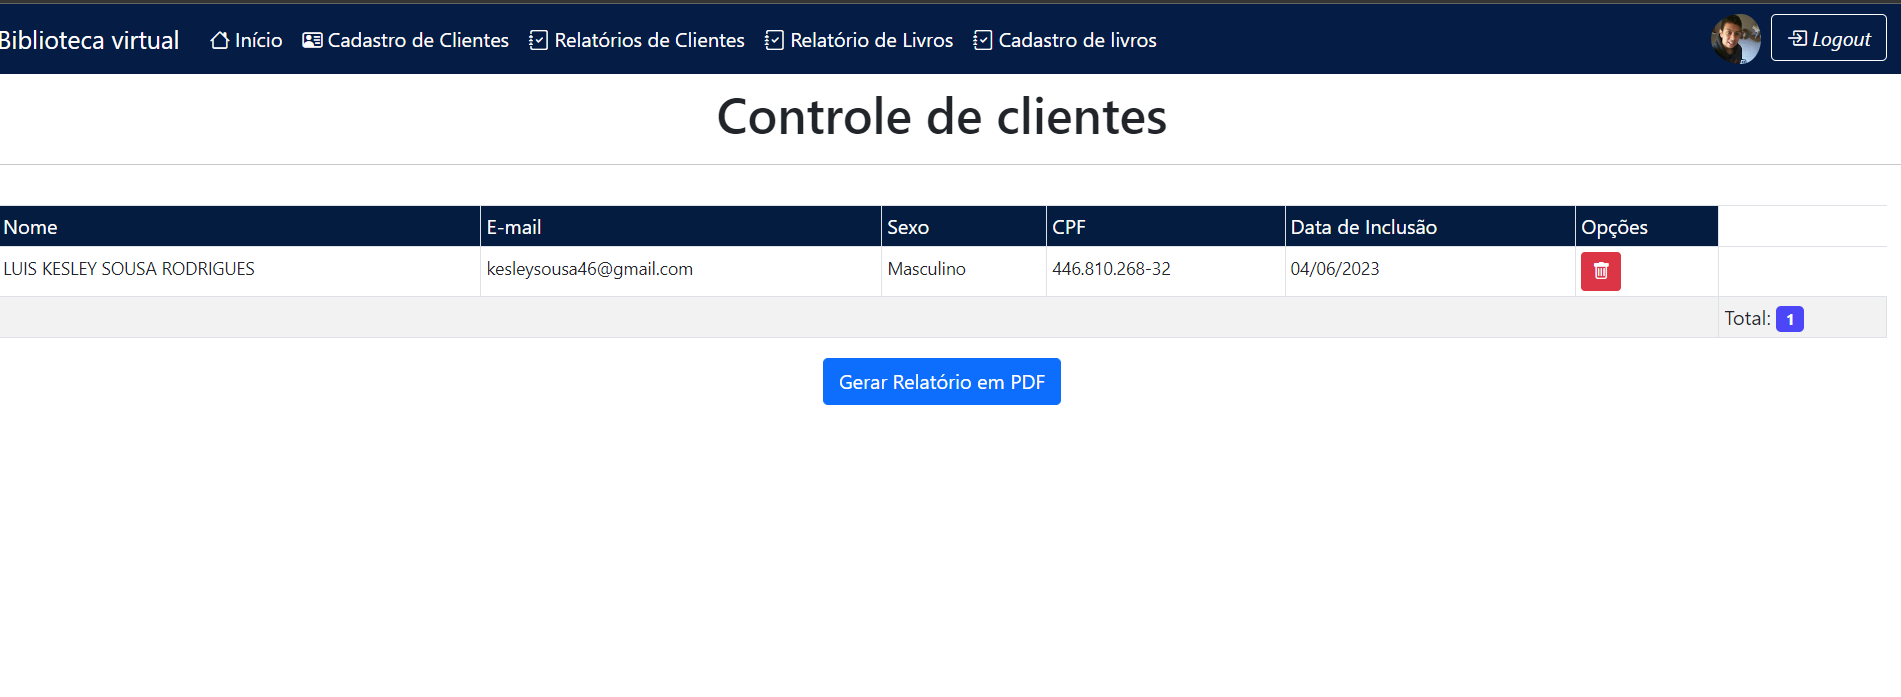 Biblioteca virtual Início Cadastro de Clientes Relatórios de Clientes Relatório de Livros Cadastro de livros Logout
Controle de clientes
Nome E-mail Sexo CPF Data de Inclusão Opções
LUIS KESLEY SOUSA RODRIGUES kesleysousa46@gmail.com Masculino 446.810.268-32 04/06/2023
Total: 1
Gerar Relatório em PDF